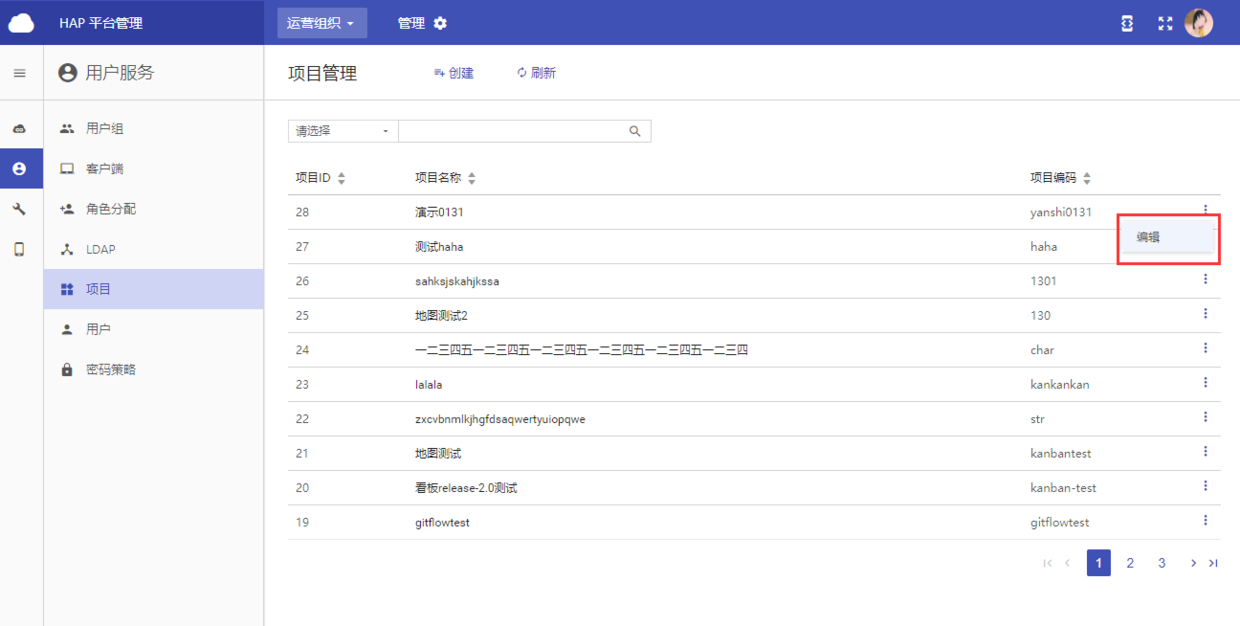 HAP 平台管理
运营组织
管理
用户服务
项目管理
创建
刷新
用户组
客户端
角色分配
LDAP
项目
用户
密码策略
请选择
项目ID 项目名称 项目编码
28 演示0131 yanshi0131
编辑
27 测试haha haha
26 sahksjskahjkssa 1301
25 地图测试2 130
24 一二三四五一二三四五一二三四五一二三四五一二三四五一二三四 char
23 lalala kankankan
22 zxcvbnmlkjhgfdsaqwertyuiopqwe str
21 地图测试 kanbantest
20 看板release-2.0测试 kanban-test
19 gitflowtest gitflowtest
1 2 3